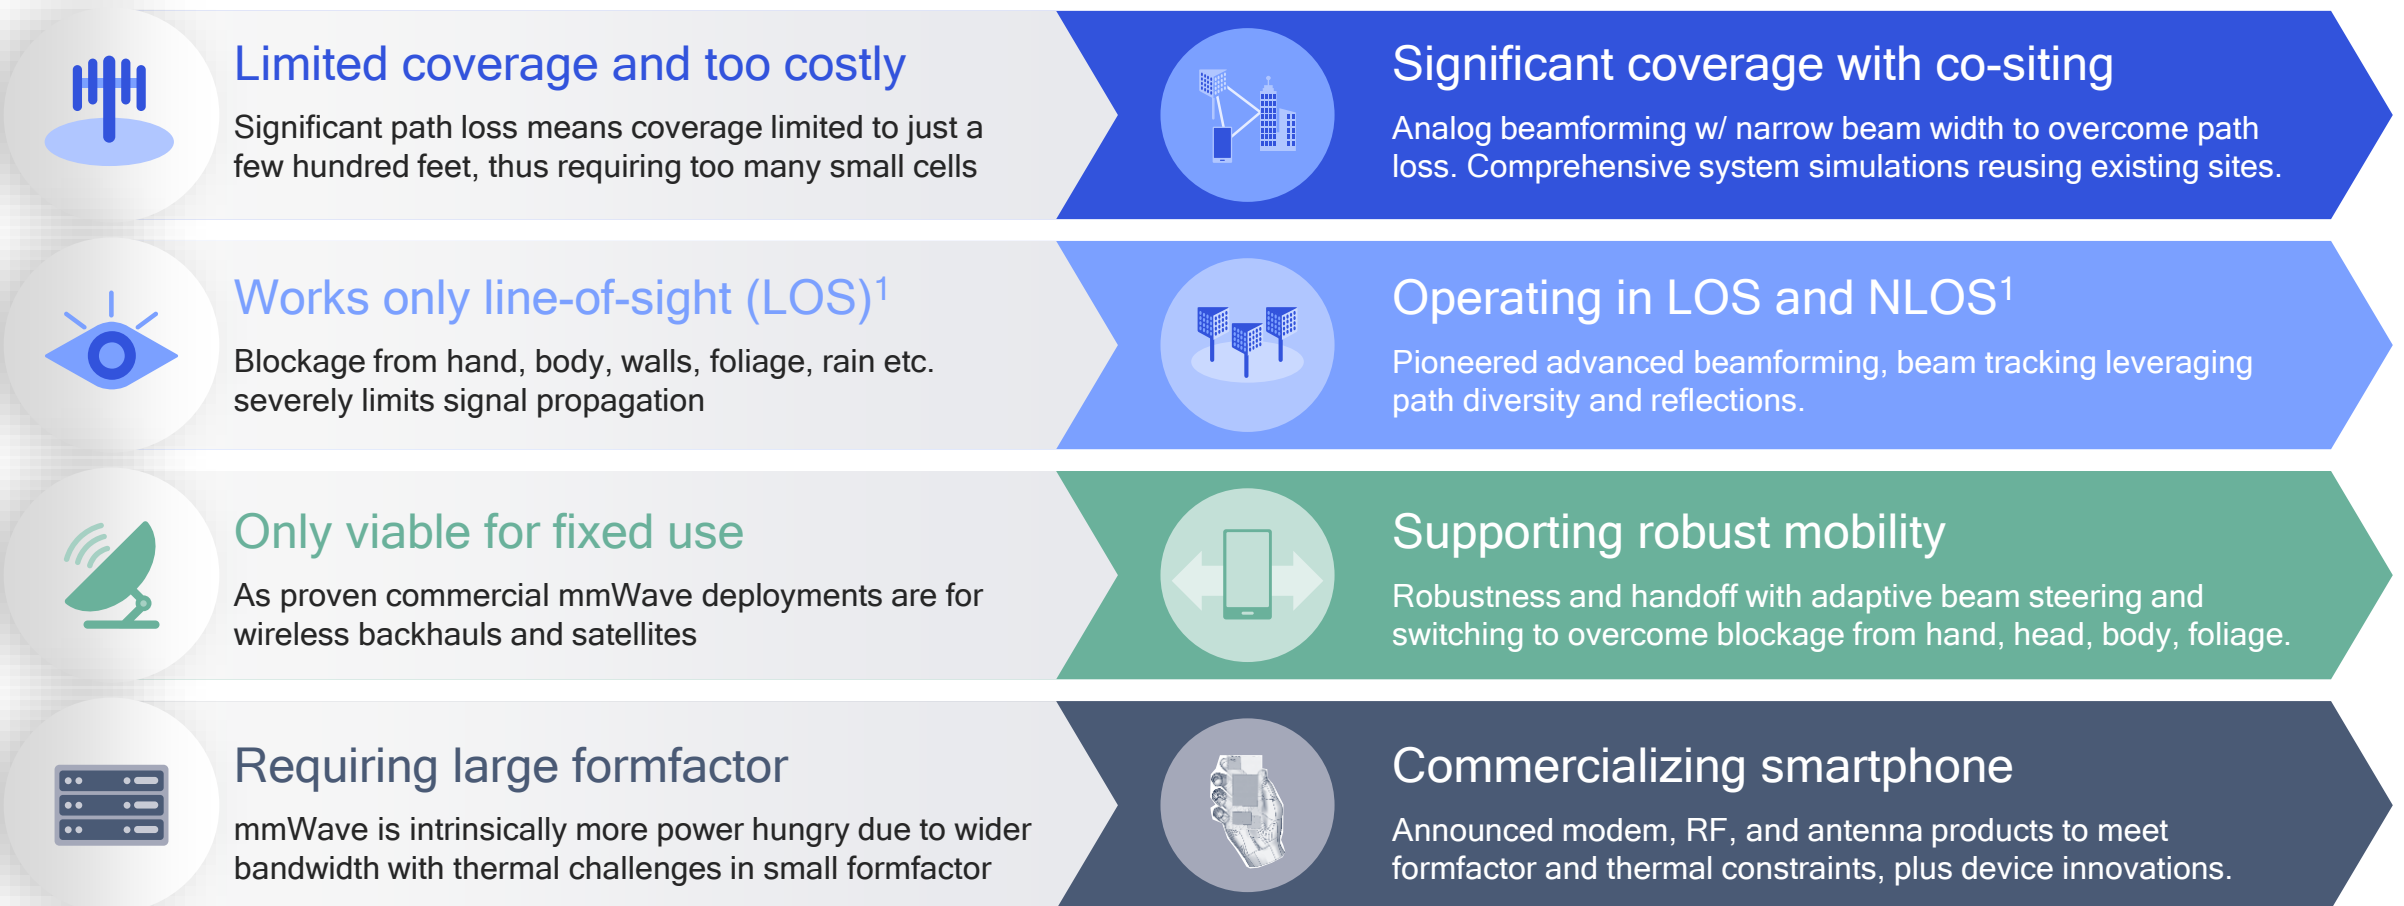 Limited coverage and too costly
Significant path loss means coverage limited to just a
few hundred feet, thus requiring too many small cells
Significant coverage with co-siting
Analog beamforming w/ narrow beam width to overcome path
loss. Comprehensive system simulations reusing existing sites.
Works only line-of-sight (LOS)¹
Blockage from hand, body, walls, foliage, rain etc.
severely limits signal propagation
Operating in LOS and NLOS¹
Pioneered advanced beamforming, beam tracking leveraging
path diversity and reflections.
Only viable for fixed use
As proven commercial mmWave deployments are for
wireless backhauls and satellites
Supporting robust mobility
Robustness and handoff with adaptive beam steering and
switching to overcome blockage from hand, head, body, foliage.
Requiring large formfactor
mmWave is intrinsically more power hungry due to wider
bandwidth with thermal challenges in small formfactor
Commercializing smartphone
Announced modem, RF, and antenna products to meet
formfactor and thermal constraints, plus device innovations.